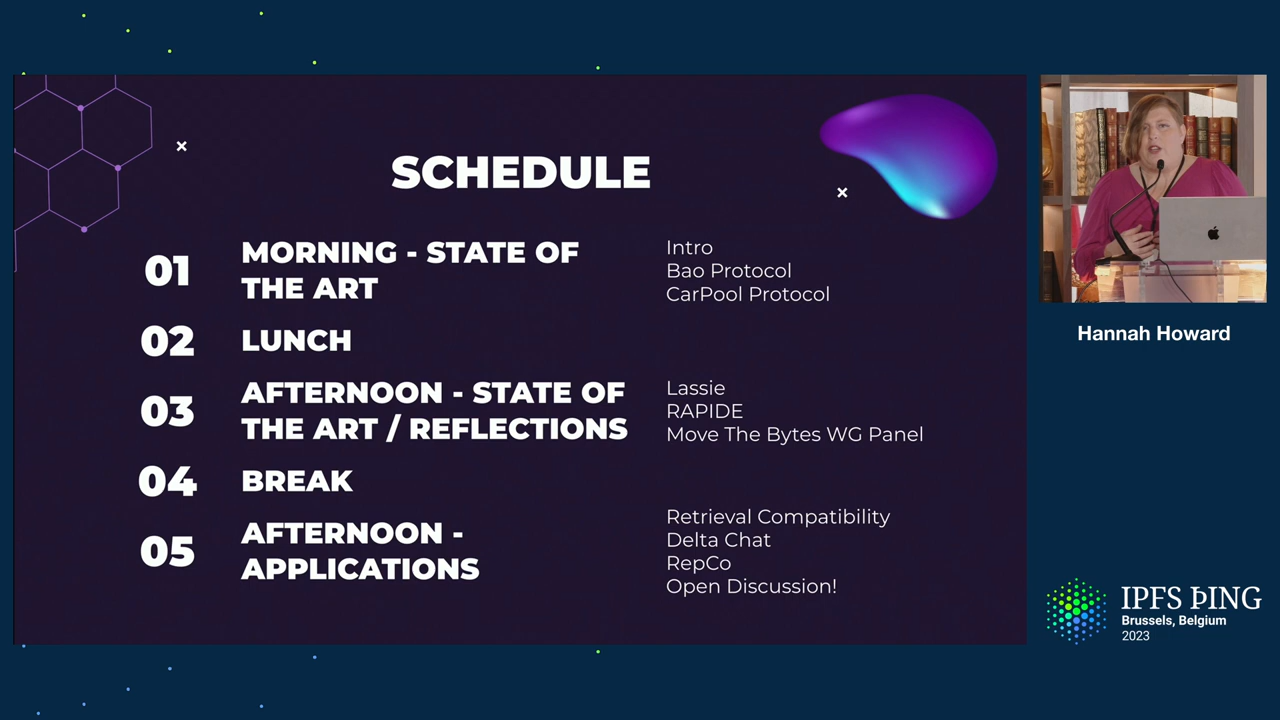 SCHEDULE
01
MORNING - STATE OF
THE ART
Intro
Bao Protocol
CarPool Protocol
02
LUNCH
03
AFTERNOON - STATE OF
THE ART / REFLECTIONS
Lassie
RAPIDE
Move The Bytes WG Panel
04
BREAK
05
AFTERNOON -
APPLICATIONS
Retrieval Compatibility
Delta Chat
RepCo
Open Discussion!
Hannah Howard
IPFS ÞING
Brussels, Belgium
2023